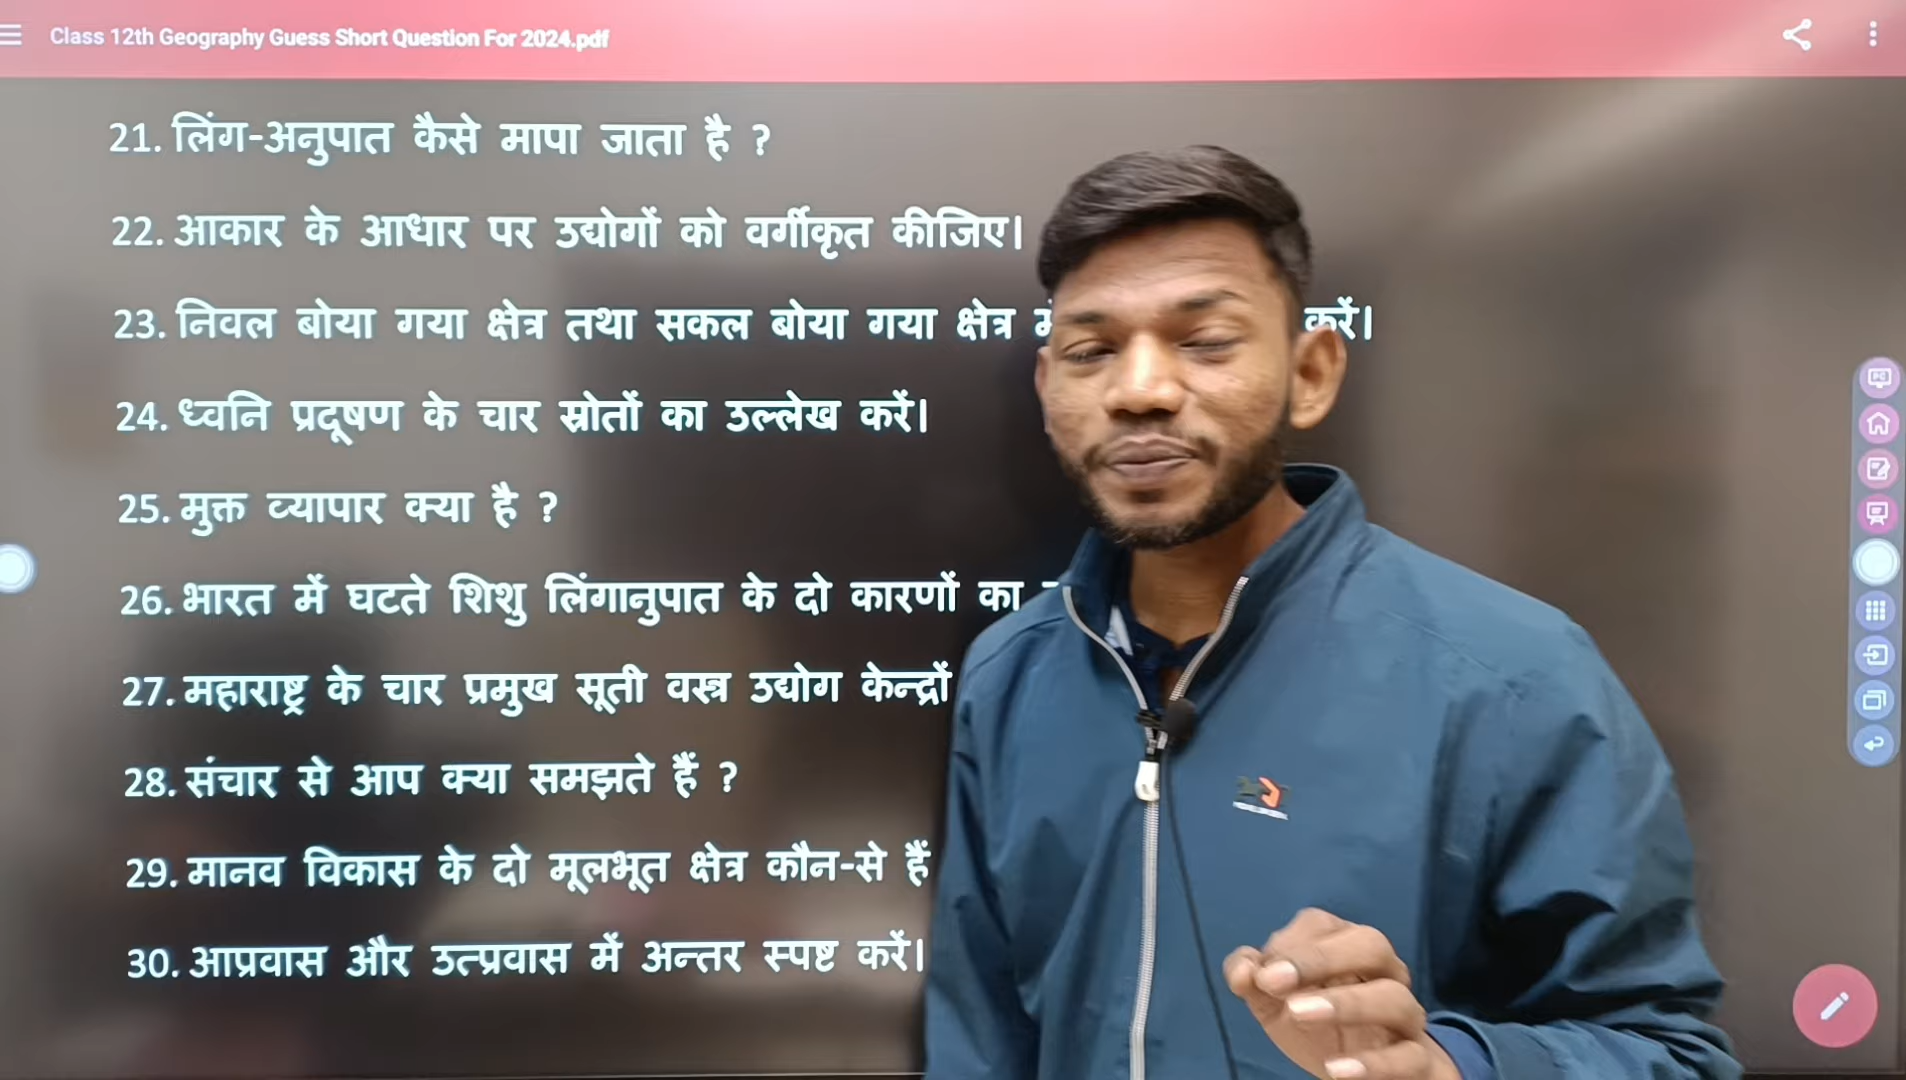 Class 12th Geography Guess Short Question For 2024.pdf
21. लिंग-अनुपात कैसे मापा जाता है ?
22. आकार के आधार पर उद्योगों को वर्गीकृत कीजिए।
23. निवल बोया गया क्षेत्र तथा सकल बोया गया क्षेत्र करें।
24. ध्वनि प्रदूषण के चार स्रोतों का उल्लेख करें।
25. मुक्त व्यापार क्या है ?
26. भारत में घटते शिशु लिंगानुपात के दो कारणों का
27. महाराष्ट्र के चार प्रमुख सूती वस्त्र उद्योग केन्द्रों
28. संचार से आप क्या समझते हैं ?
29. मानव विकास के दो मूलभूत क्षेत्र कौन-से हैं
30. आप्रवास और उत्प्रवास में अन्तर स्पष्ट करें।